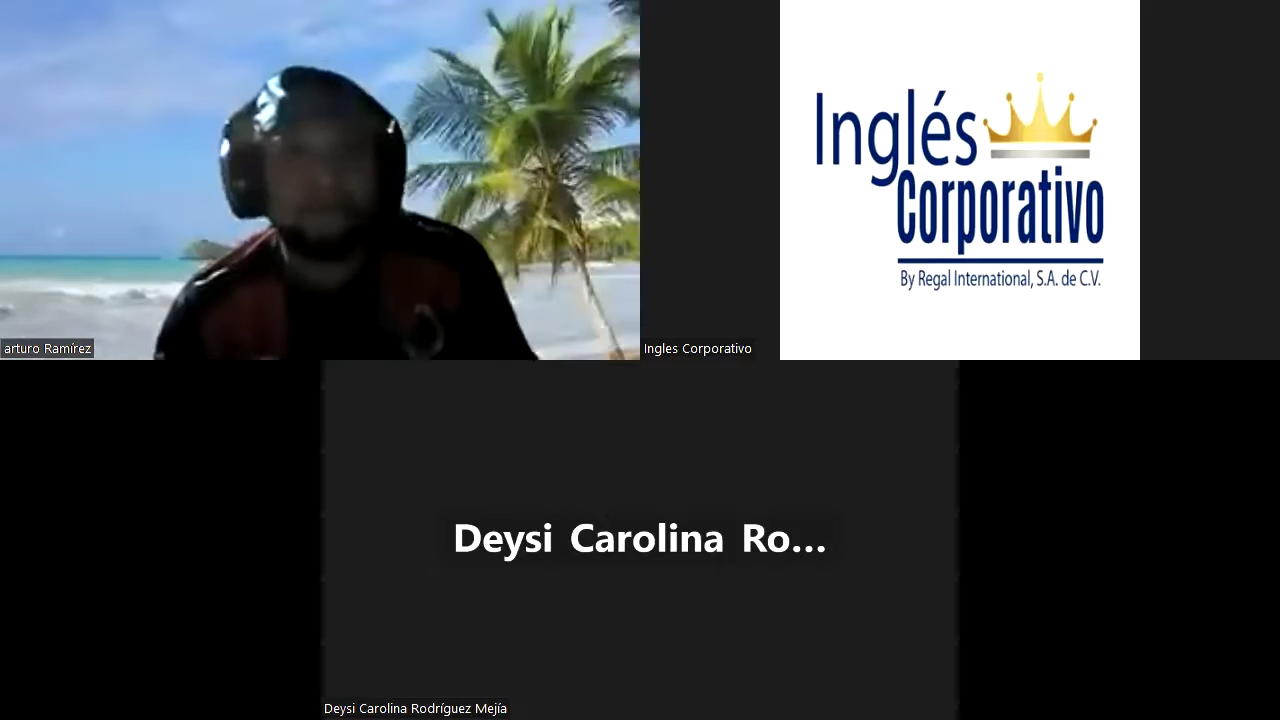 Inglés
Corporativo
By Regal International, S.A. de C.V.
arturo Ramírez
Ingles Corporativo
Deysi Carolina Ro...
Deysi Carolina Rodríguez Mejía